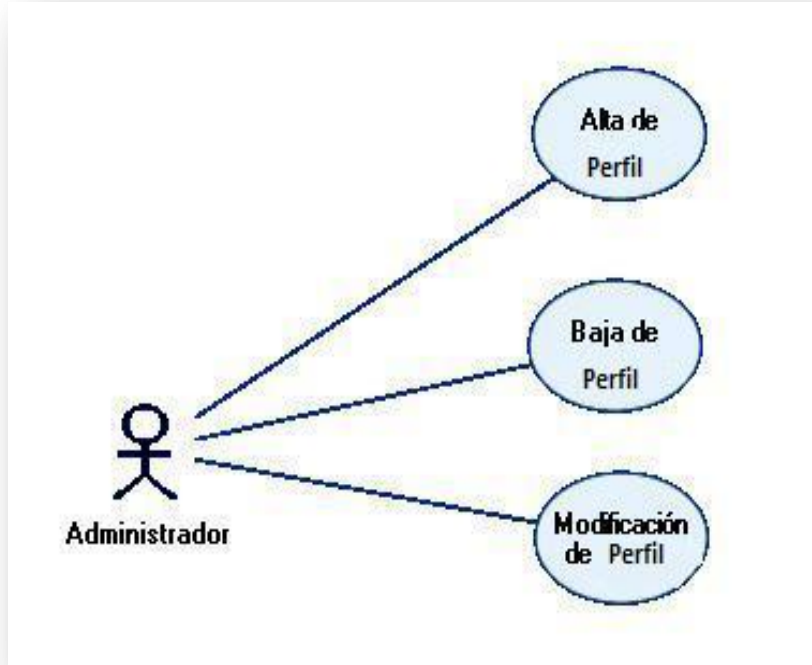 Alta de
Perfil
Baja de
Perfil
Modificación
de Perfil
Administrador